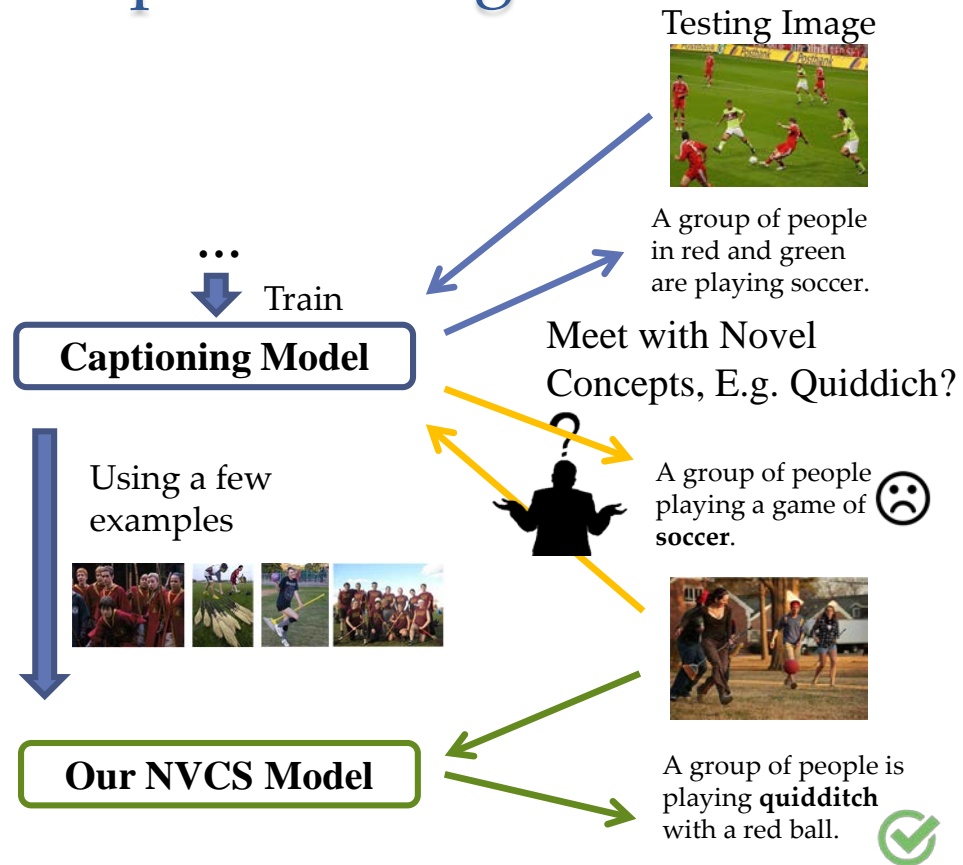 Testing Image
Postbank
Postbank
A group of people
in red and green
are playing soccer.
...
Train
Captioning Model
Meet with Novel
Concepts, E.g. Quiddich?
?
Using a few
examples
A group of people
playing a game of
soccer.
Our NVCS Model
A group of people is
playing quidditch
with a red ball.